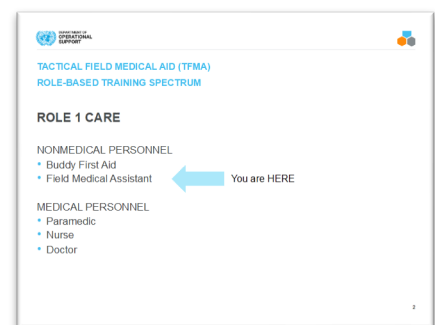 DEPARTMENT OF
OPERATIONAL
SUPPORT
TACTICAL FIELD MEDICAL AID (TFMA)
ROLE-BASED TRAINING SPECTRUM
ROLE 1 CARE
NONMEDICAL PERSONNEL
• Buddy First Aid
• Field Medical Assistant You are HERE
MEDICAL PERSONNEL
• Paramedic
• Nurse
• Doctor
2